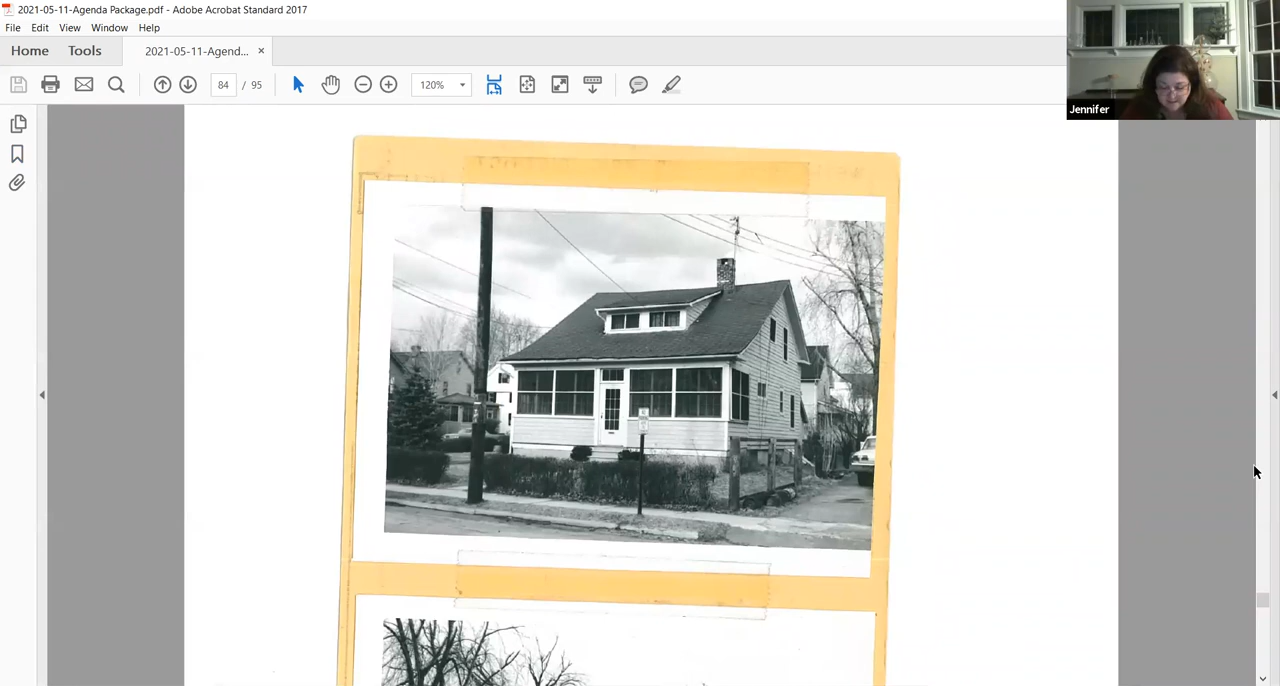 2021-05-11-Agenda Package.pdf - Adobe Acrobat Standard 2017
File Edit View Window Help
Home Tools 2021-05-11-Agend... ×
84 / 95 120%
Jennifer